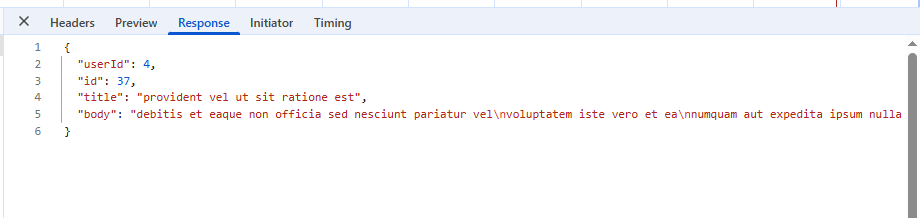 Headers Preview Response Initiator Timing
1 {
2 "userId": 4,
3 "id": 37,
4 "title": "provident vel ut sit ratione est",
5 "body": "debitis et eaque non officia sed nesciunt pariatur vel\nvoluptatem iste vero et ea\nnumquam aut expedita ipsum nulla
6 }